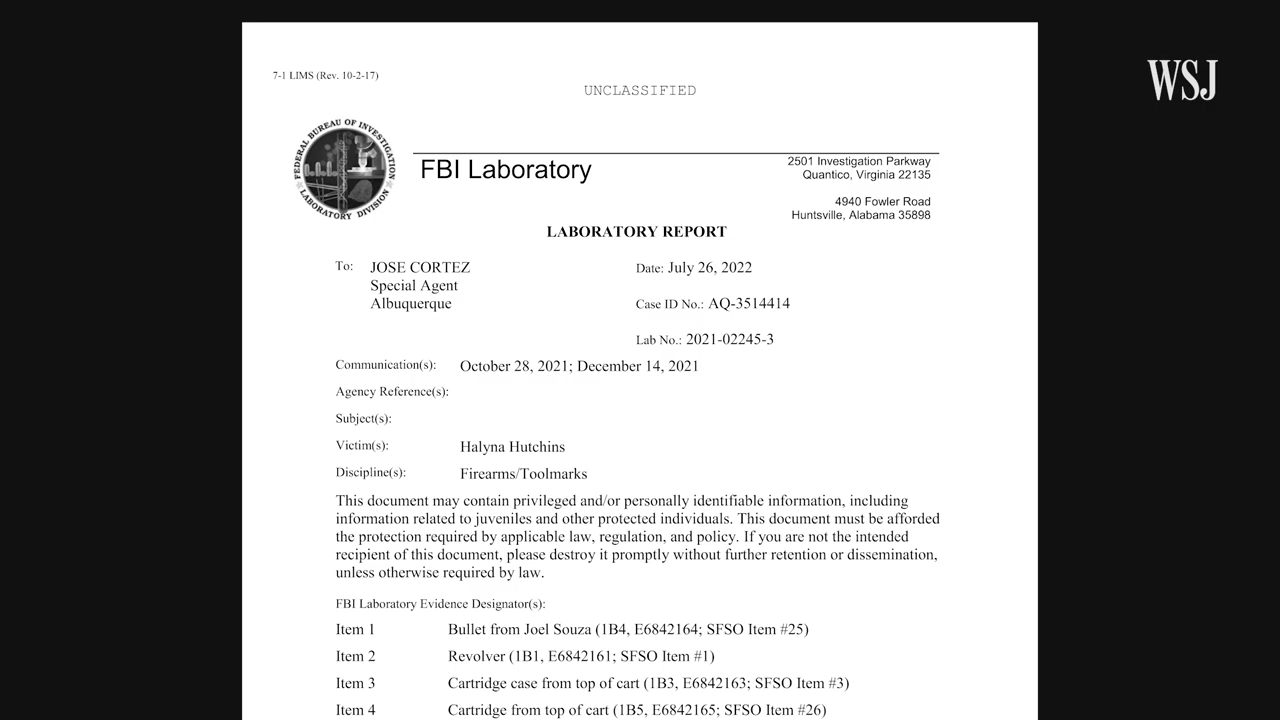 7-1 LIMS (Rev. 10-2-17)
UNCLASSIFIED
WSJ
FEDERAL BUREAU OF INVESTIGATION
LABORATORY DIVISION
FBI Laboratory
2501 Investigation Parkway
Quantico, Virginia 22135
4940 Fowler Road
Huntsville, Alabama 35898
LABORATORY REPORT
To: JOSE CORTEZ
Special Agent
Albuquerque
Date: July 26, 2022
Case ID No.: AQ-3514414
Lab No.: 2021-02245-3
Communication(s): October 28, 2021; December 14, 2021
Agency Reference(s):
Subject(s):
Victim(s): Halyna Hutchins
Discipline(s): Firearms/Toolmarks
This document may contain privileged and/or personally identifiable information, including
information related to juveniles and other protected individuals. This document must be afforded
the protection required by applicable law, regulation, and policy. If you are not the intended
recipient of this document, please destroy it promptly without further retention or dissemination,
unless otherwise required by law.
FBI Laboratory Evidence Designator(s):
Item 1 Bullet from Joel Souza (1B4, E6842164; SFSO Item #25)
Item 2 Revolver (1B1, E6842161; SFSO Item #1)
Item 3 Cartridge case from top of cart (1B3, E6842163; SFSO Item #3)
Item 4 Cartridge from top of cart (1B5, E6842165; SFSO Item #26)